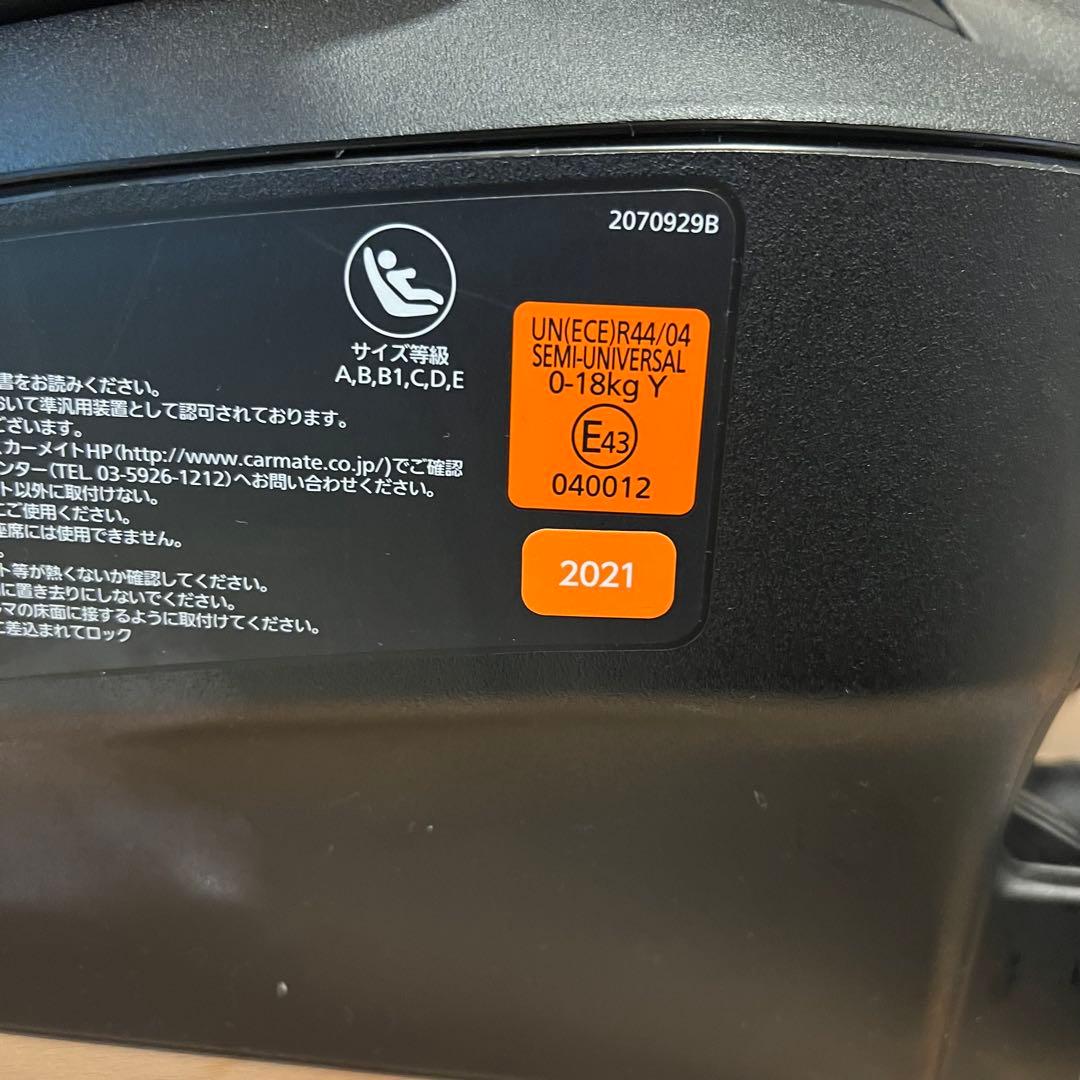 2070929B
サイズ等級
A,B,B1,C,D,E
UN(ECE)R44/04
SEMI-UNIVERSAL
0-18kg Y
E43
040012
2021
書をお読みください。
おいて準汎用装置として認可されております。
ございます。
カーメイトHP(http://www.carmate.co.jp/)でご確認
ンター(TEL 03-5926-1212)へお問い合わせください。
ト以外に取付けない。
にご使用ください。
座席には使用できません。
ト等が熱くないか確認してください。
に置き去りにしないでください。
マの床面に接するように取付けてください。
に差込まれてロック